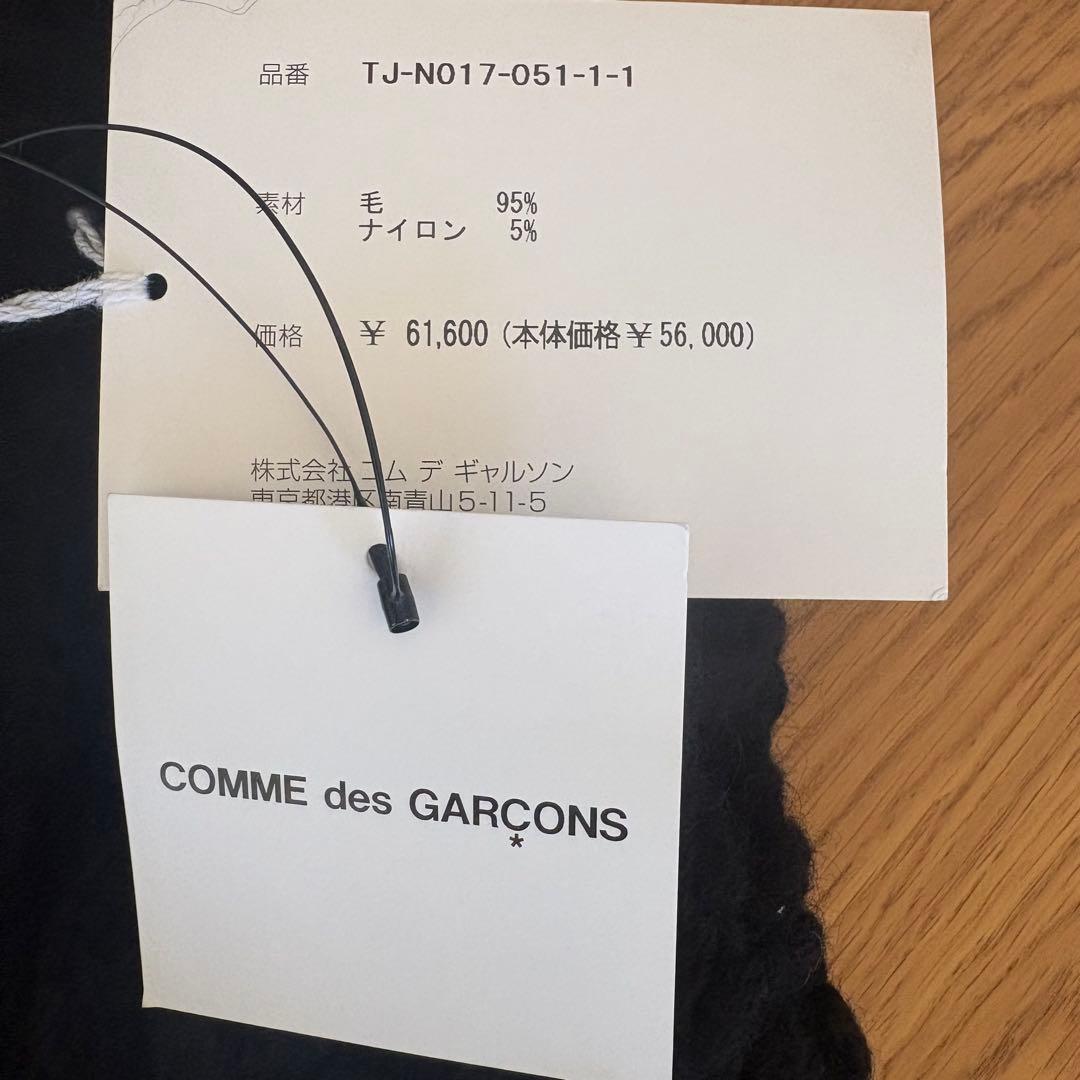 品番 TJ-N017-051-1-1
素材 毛 95%
ナイロン 5%
価格 ¥ 61,600 (本体価格¥56,000)
株式会社 コム デ ギャルソン
東京都港区南青山5-11-5
COMME des GARÇONS
*